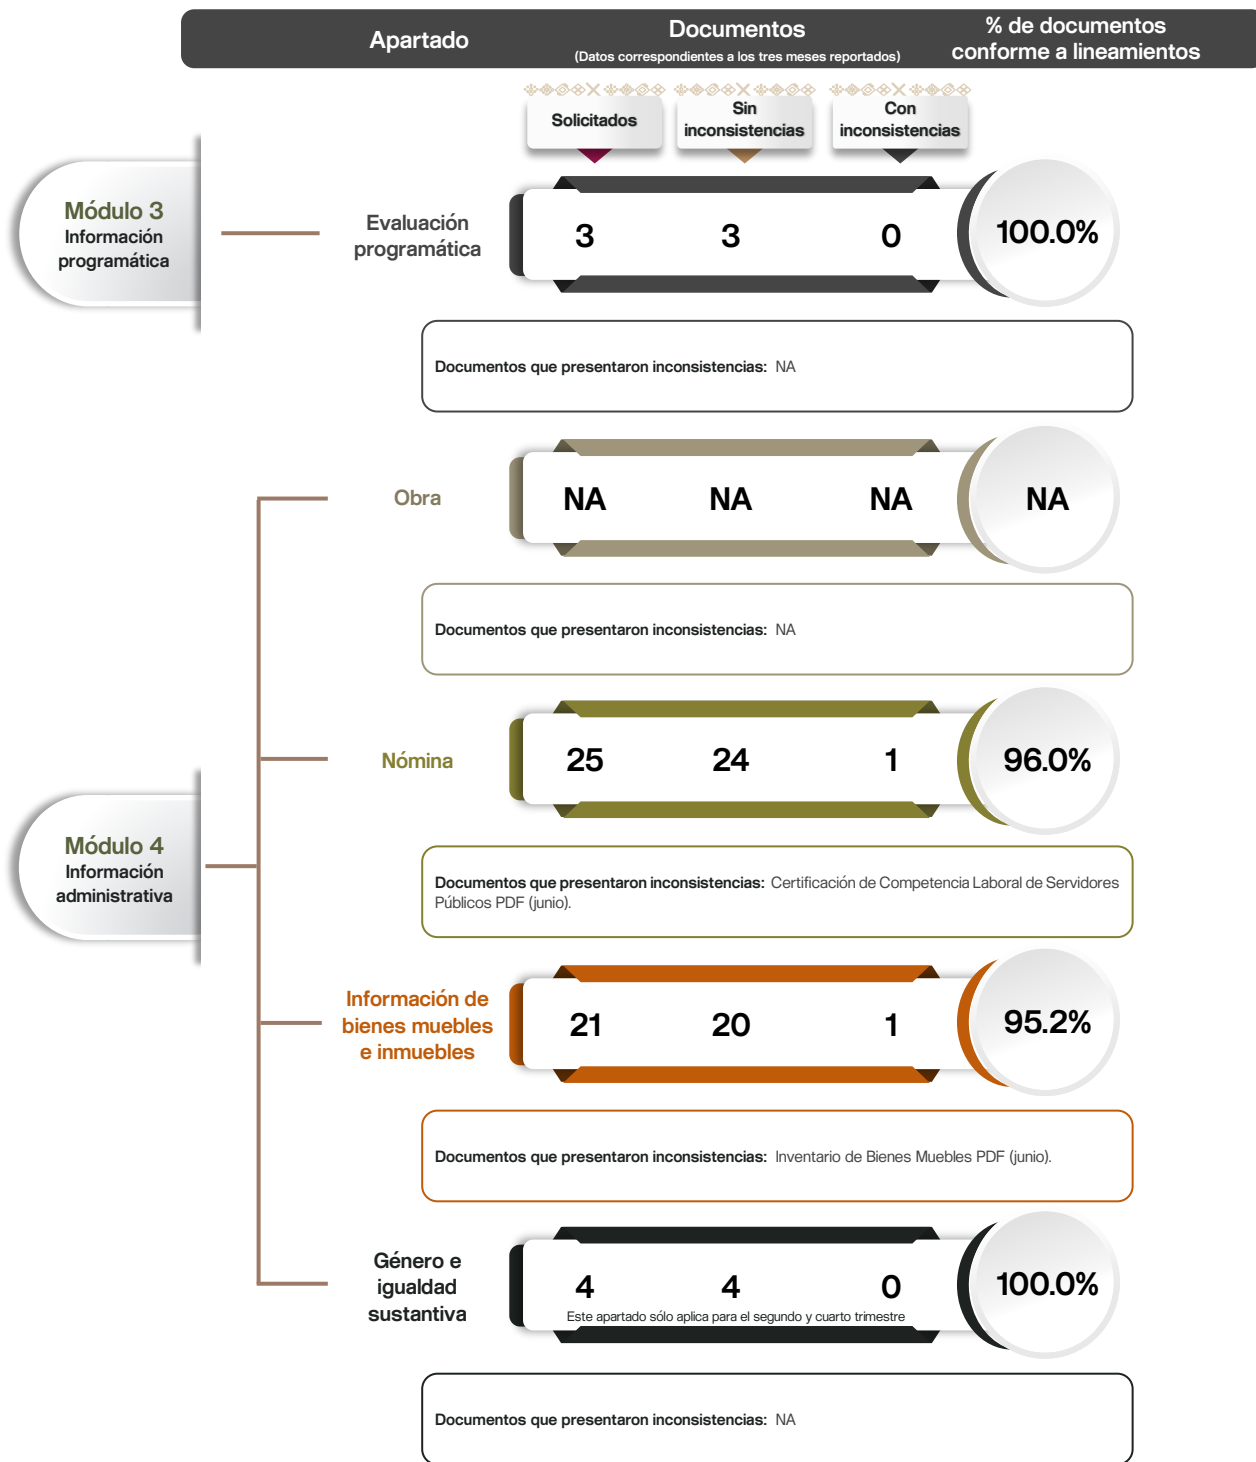 Apartado
Documentos
(Datos correspondientes a los tres meses reportados)
% de documentos
conforme a lineamientos
Solicitados
Sin
inconsistencias
Con
inconsistencias
Módulo 3
Información
programática
Evaluación
programática
3 3 0 100.0%
Documentos que presentaron inconsistencias: NA
Obra
NA NA NA NA
Documentos que presentaron inconsistencias: NA
Módulo 4
Información
administrativa
Nómina
25 24 1 96.0%
Documentos que presentaron inconsistencias: Certificación de Competencia Laboral de Servidores
Públicos PDF (junio).
Información de
bienes muebles
e inmuebles
21 20 1 95.2%
Documentos que presentaron inconsistencias: Inventario de Bienes Muebles PDF (junio).
Género e
igualdad
sustantiva
4 4 0 100.0%
Este apartado sólo aplica para el segundo y cuarto trimestre
Documentos que presentaron inconsistencias: NA